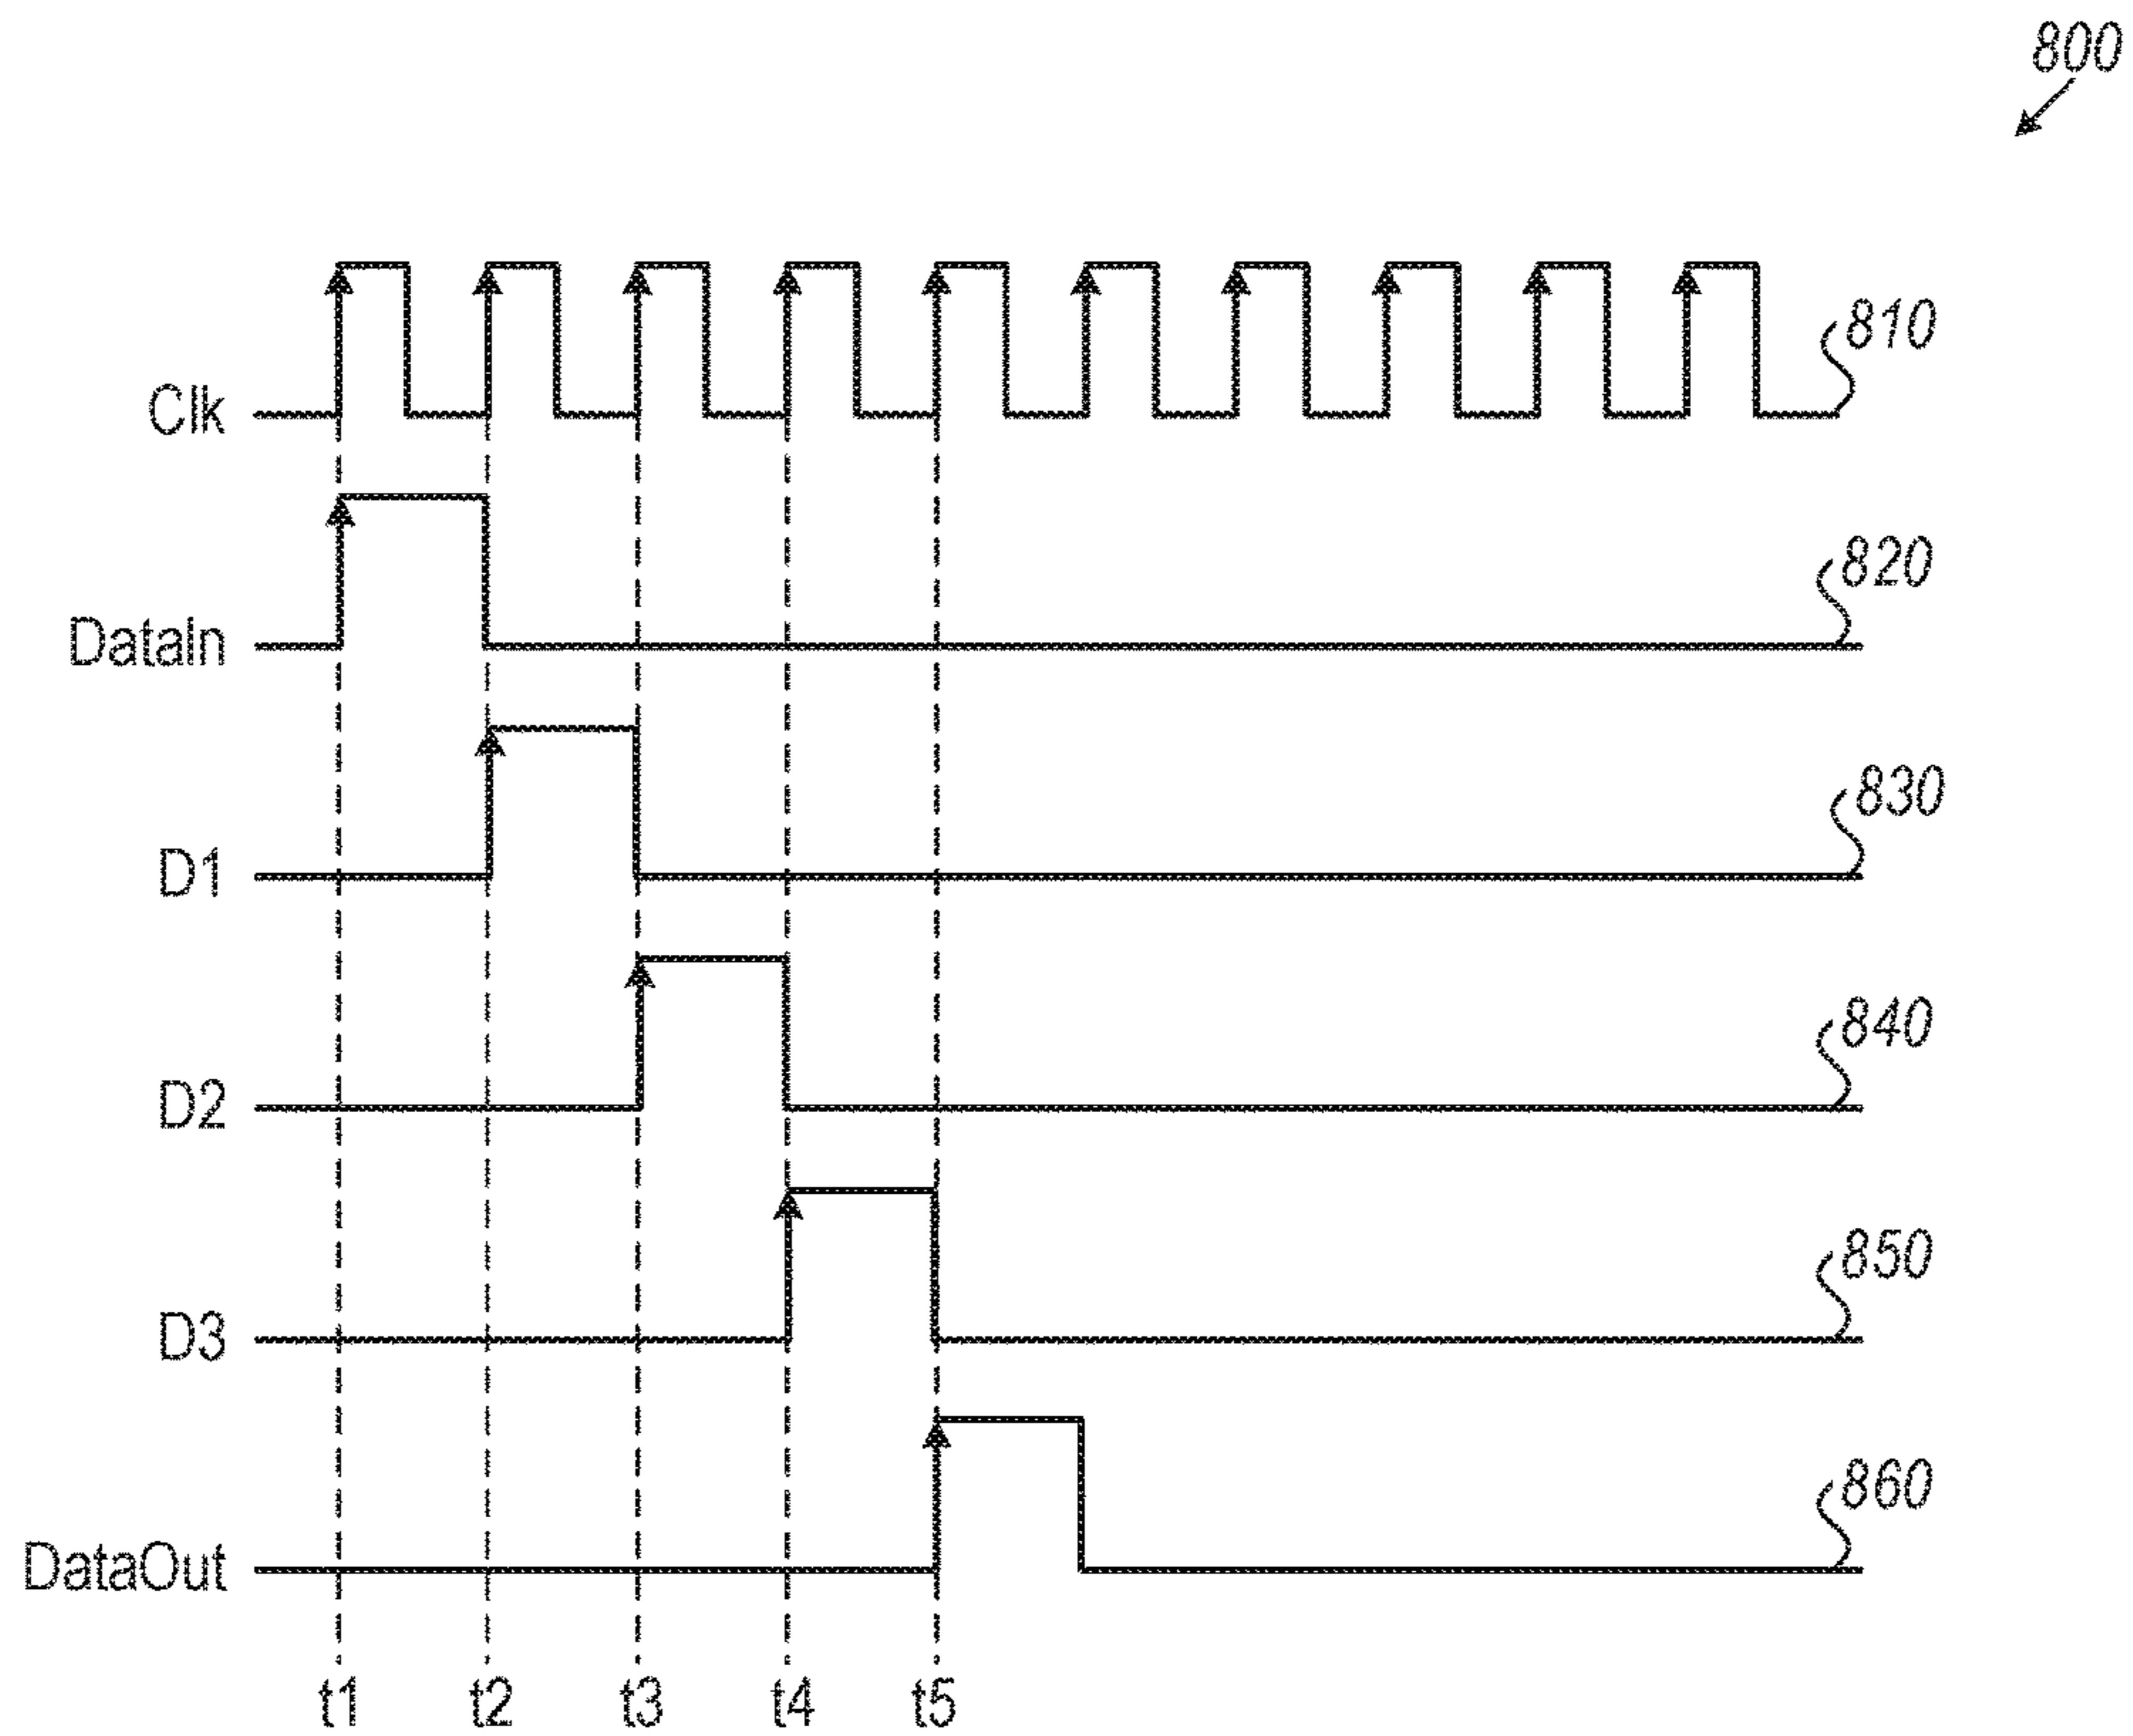 800
Clk
810
DataIn
820
D1
830
D2
840
D3
850
DataOut
860
t1 t2 t3 t4 t5